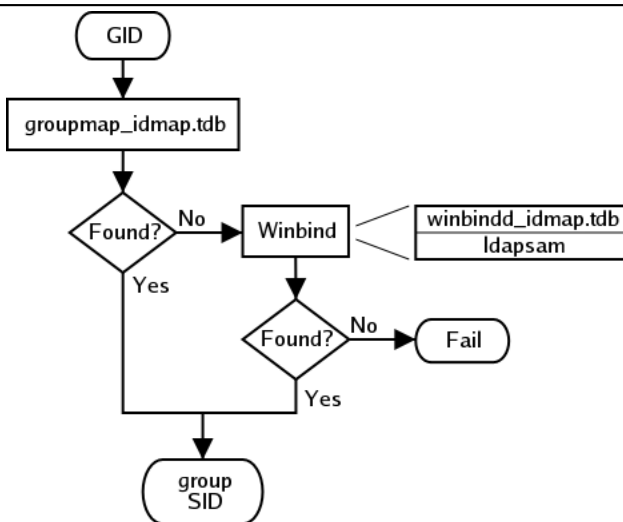 GID
groupmap_idmap.tdb
Found?
No
Winbind
winbindd_idmap.tdb
ldapsam
Yes
Found?
No
Fail
Yes
group
SID